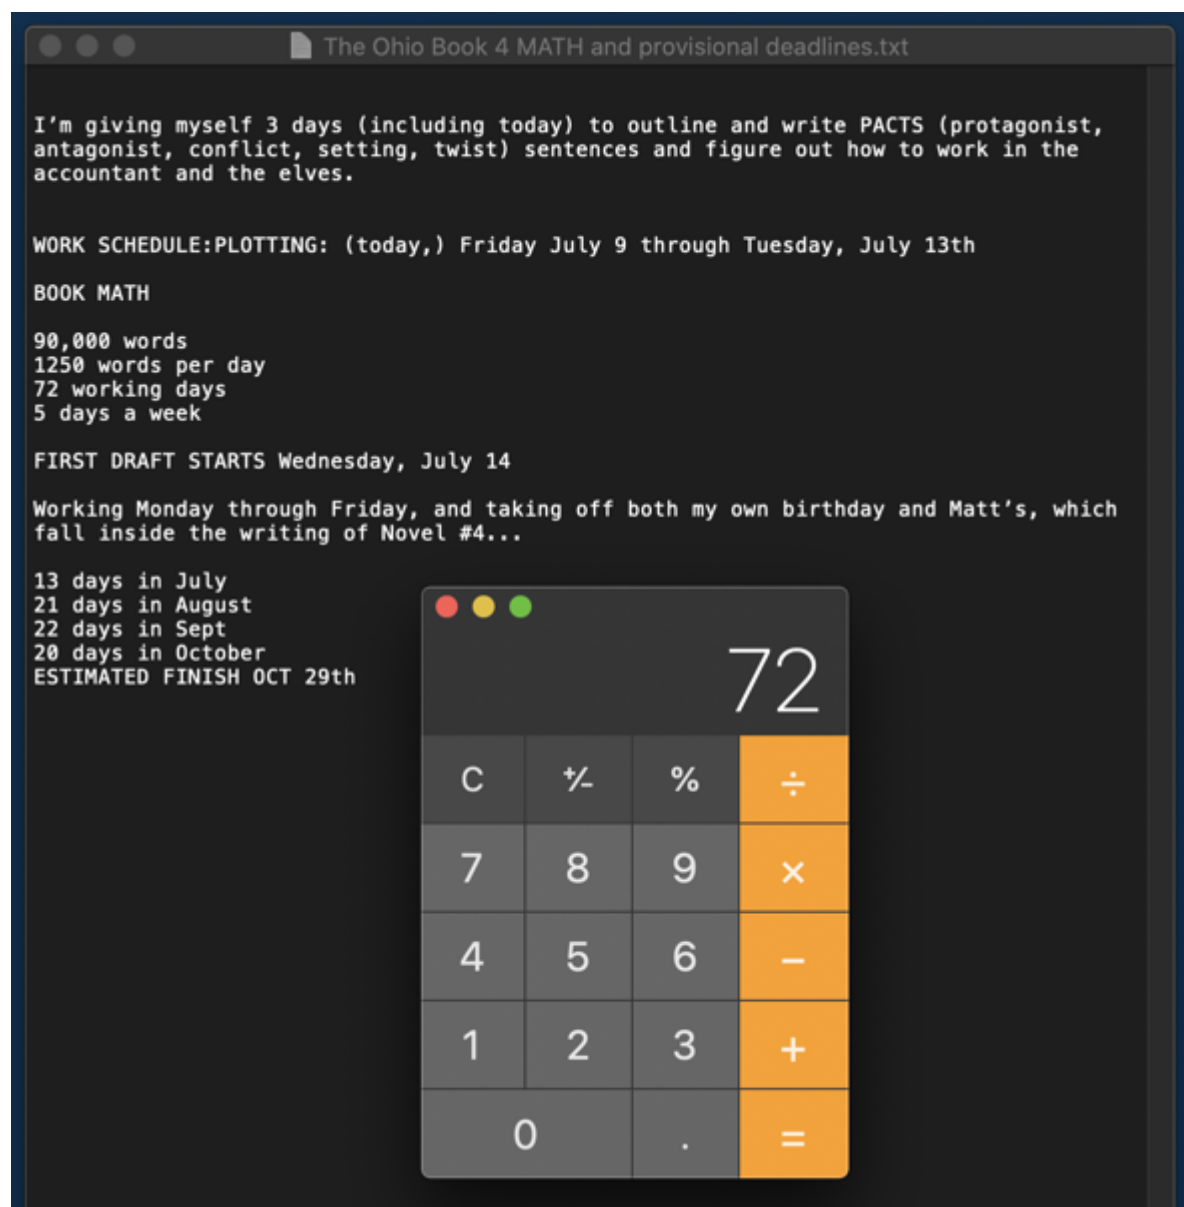 The Ohio Book 4 MATH and provisional deadlines.txt
I’m giving myself 3 days (including today) to outline and write PACTS (protagonist,
antagonist, conflict, setting, twist) sentences and figure out how to work in the
accountant and the elves.
WORK SCHEDULE:PLOTTING: (today,) Friday July 9 through Tuesday, July 13th
BOOK MATH
90,000 words
1250 words per day
72 working days
5 days a week
FIRST DRAFT STARTS Wednesday, July 14
Working Monday through Friday, and taking off both my own birthday and Matt’s, which
fall inside the writing of Novel #4...
13 days in July
21 days in August
22 days in Sept
20 days in October
ESTIMATED FINISH OCT 29th
72
C ⁺∕₋ % ÷
7 8 9 ×
4 5 6 −
1 2 3 +
0 . =